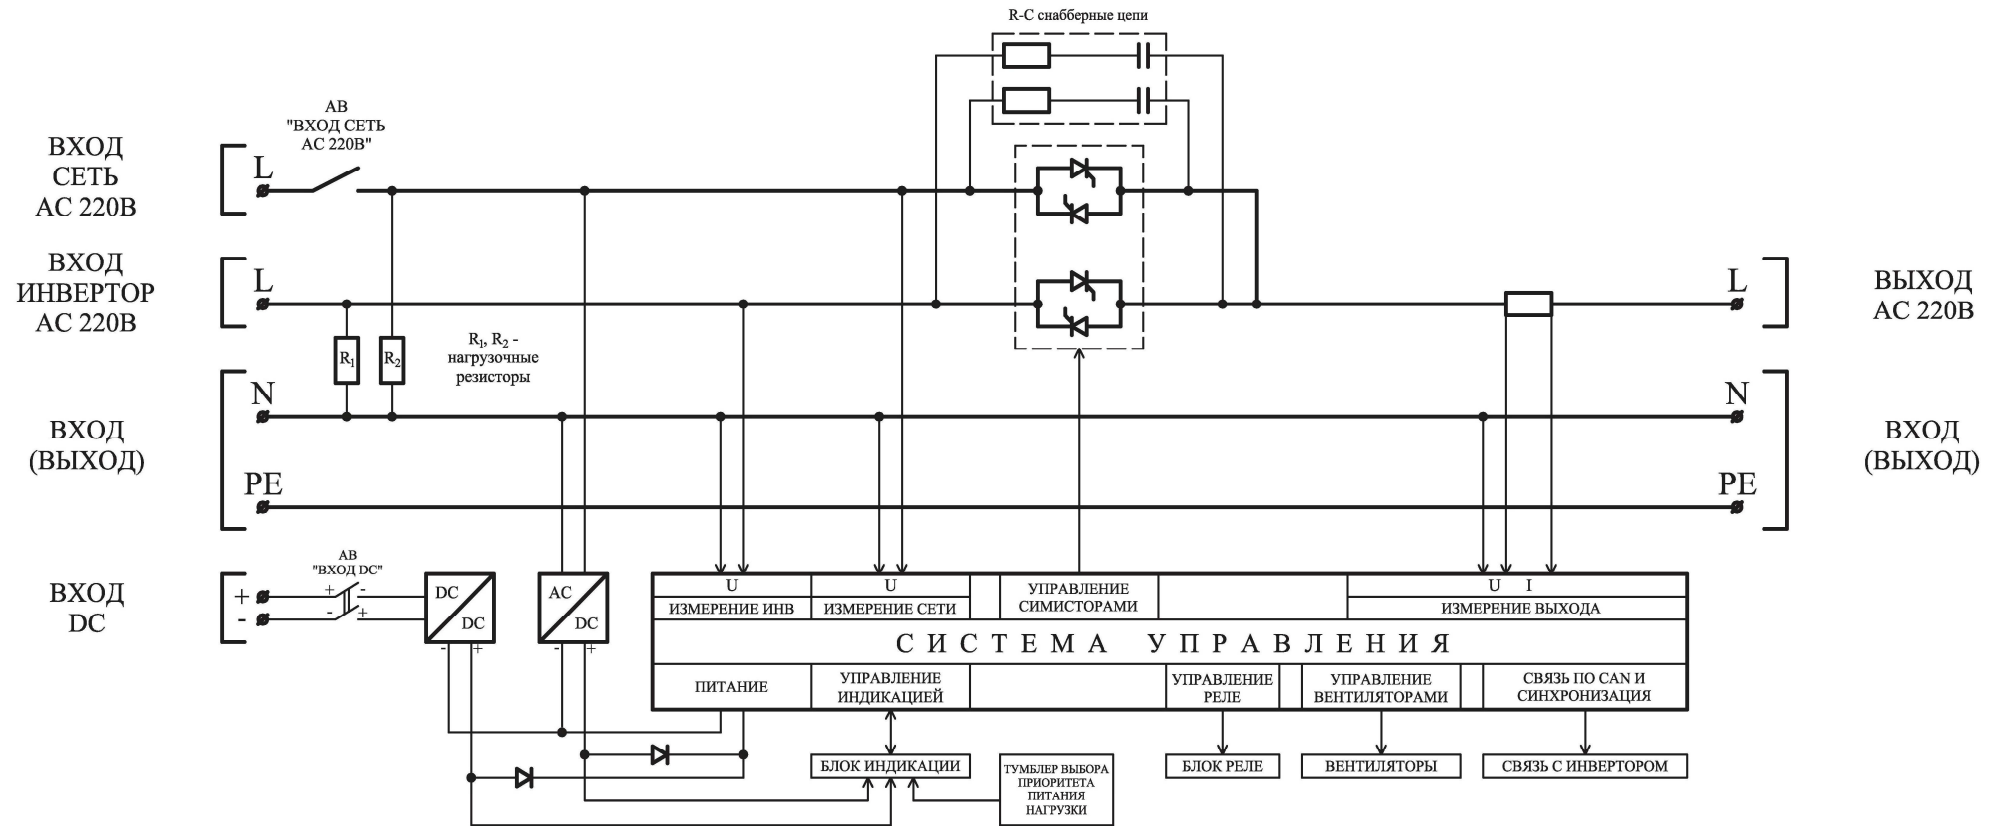 R-C снабберные цепи
АВ
"ВХОД СЕТЬ
АС 220В"
ВХОД
СЕТЬ
АС 220В
L
ВХОД
ИНВЕРТОР
АС 220В
L
L
ВЫХОД
АС 220В
R1
R2
R1, R2 -
нагрузочные
резисторы
N
N
ВХОД
(ВЫХОД)
ВХОД
(ВЫХОД)
PE
PE
АВ
"ВХОД DC"
ВХОД
DC
+
-
+ -
- +
DC
DC
- +
AC
DC
- +
U
ИЗМЕРЕНИЕ ИНВ
U
ИЗМЕРЕНИЕ СЕТИ
УПРАВЛЕНИЕ
СИМИСТОРАМИ
U I
ИЗМЕРЕНИЕ ВЫХОДА
СИСТЕМА УПРАВЛЕНИЯ
ПИТАНИЕ
УПРАВЛЕНИЕ
ИНДИКАЦИЕЙ
УПРАВЛЕНИЕ
РЕЛЕ
УПРАВЛЕНИЕ
ВЕНТИЛЯТОРАМИ
СВЯЗЬ ПО CAN И
СИНХРОНИЗАЦИЯ
БЛОК ИНДИКАЦИИ
ТУМБЛЕР ВЫБОРА
ПРИОРИТЕТА
ПИТАНИЯ
НАГРУЗКИ
БЛОК РЕЛЕ
ВЕНТИЛЯТОРЫ
СВЯЗЬ С ИНВЕРТОРОМ